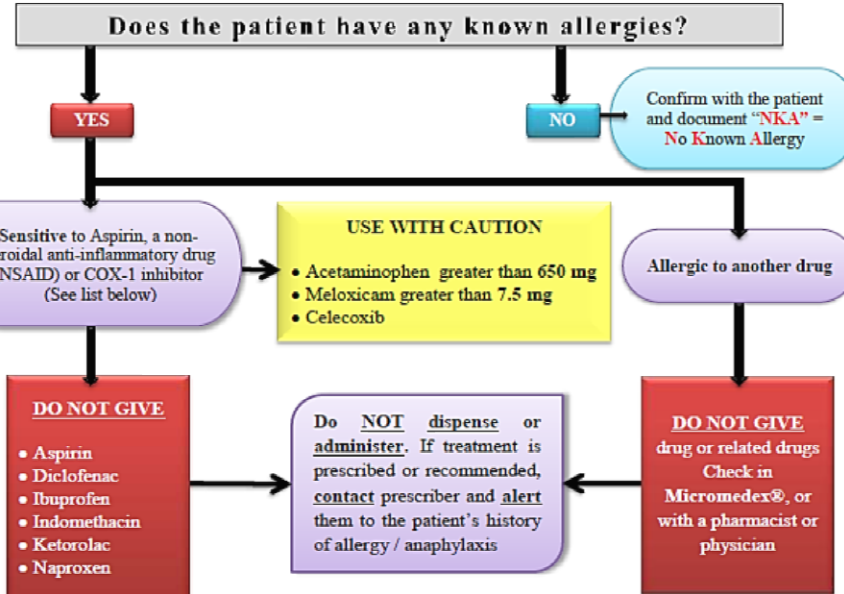 Does the patient have any known allergies?
YES
NO
Confirm with the patient
and document “NKA” =
No Known Allergy
Sensitive to Aspirin, a non-
roidal anti-inflammatory drug
NSAID) or COX-1 inhibitor
(See list below)
USE WITH CAUTION
• Acetaminophen greater than 650 mg
• Meloxicam greater than 7.5 mg
• Celecoxib
Allergic to another drug
DO NOT GIVE
• Aspirin
• Diclofenac
• Ibuprofen
• Indomethacin
• Ketorolac
• Naproxen
Do NOT dispense or
administer. If treatment is
prescribed or recommended,
contact prescriber and alert
them to the patient’s history
of allergy / anaphylaxis
DO NOT GIVE
drug or related drugs
Check in
Micromedex®, or
with a pharmacist or
physician